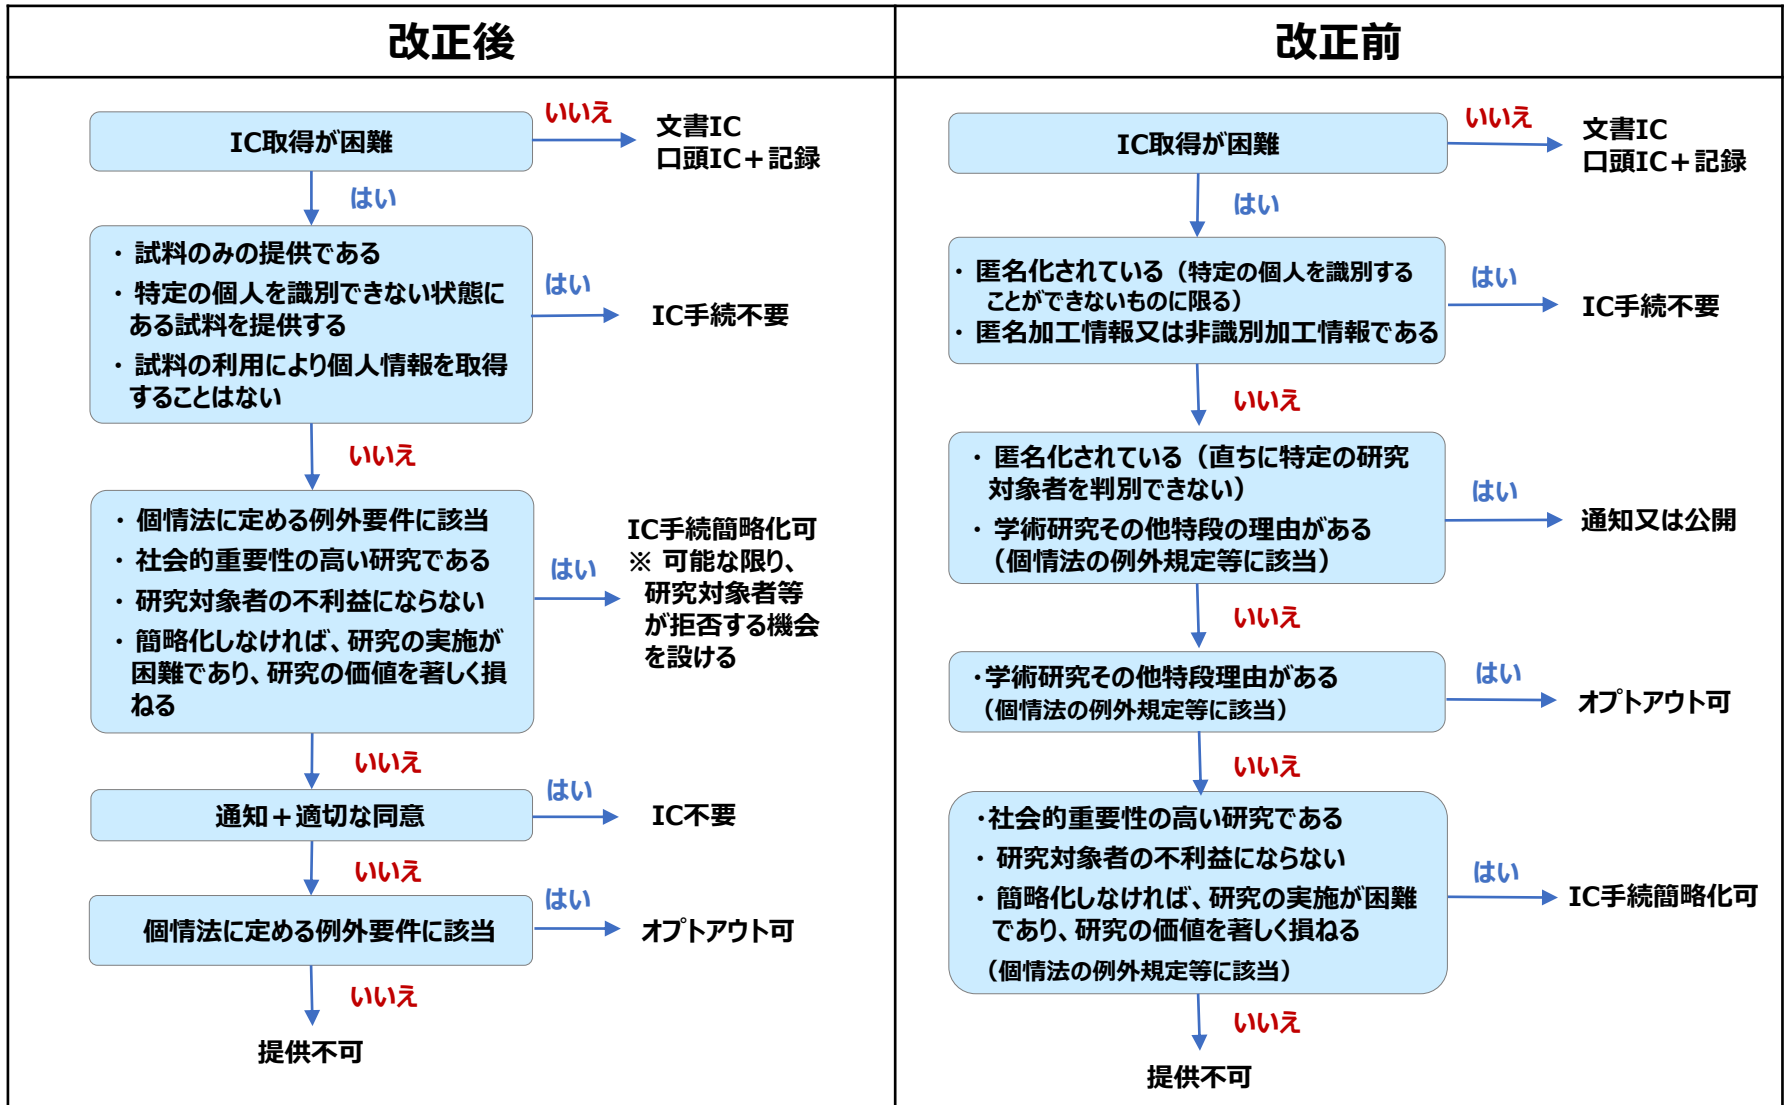 改正後
IC取得が困難
いいえ
文書IC
口頭IC＋記録
はい
・試料のみの提供である
・特定の個人を識別できない状態に
ある試料を提供する
・試料の利用により個人情報を取得
することはない
はい
IC手続不要
いいえ
・個情法に定める例外要件に該当
・社会的重要性の高い研究である
・研究対象者の不利益にならない
・簡略化しなければ、研究の実施が
困難であり、研究の価値を著しく損
ねる
はい
IC手続簡略化可
※ 可能な限り、
研究対象者等
が拒否する機会
を設ける
いいえ
通知＋適切な同意
はい
IC不要
いいえ
個情法に定める例外要件に該当
はい
オプトアウト可
いいえ
提供不可
改正前
IC取得が困難
いいえ
文書IC
口頭IC＋記録
はい
・匿名化されている（特定の個人を識別する
ことができないものに限る）
・匿名加工情報又は非識別加工情報である
はい
IC手続不要
いいえ
・匿名化されている（直ちに特定の研究
対象者を判別できない）
・学術研究その他特段の理由がある
（個情法の例外規定等に該当）
はい
通知又は公開
いいえ
・学術研究その他特段理由がある
（個情法の例外規定等に該当）
はい
オプトアウト可
いいえ
・社会的重要性の高い研究である
・研究対象者の不利益にならない
・簡略化しなければ、研究の実施が困難
であり、研究の価値を著しく損ねる
（個情法の例外規定等に該当）
はい
IC手続簡略化可
いいえ
提供不可